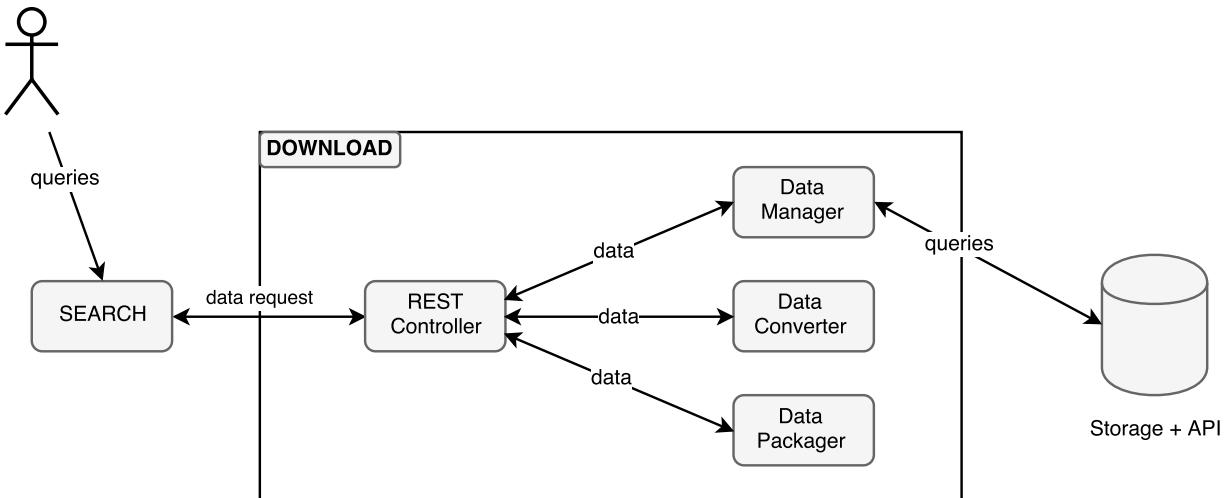 DOWNLOAD
queries
Data
Manager
data
queries
data request
SEARCH
REST
Controller
data
Data
Converter
data
Data
Packager
Storage + API